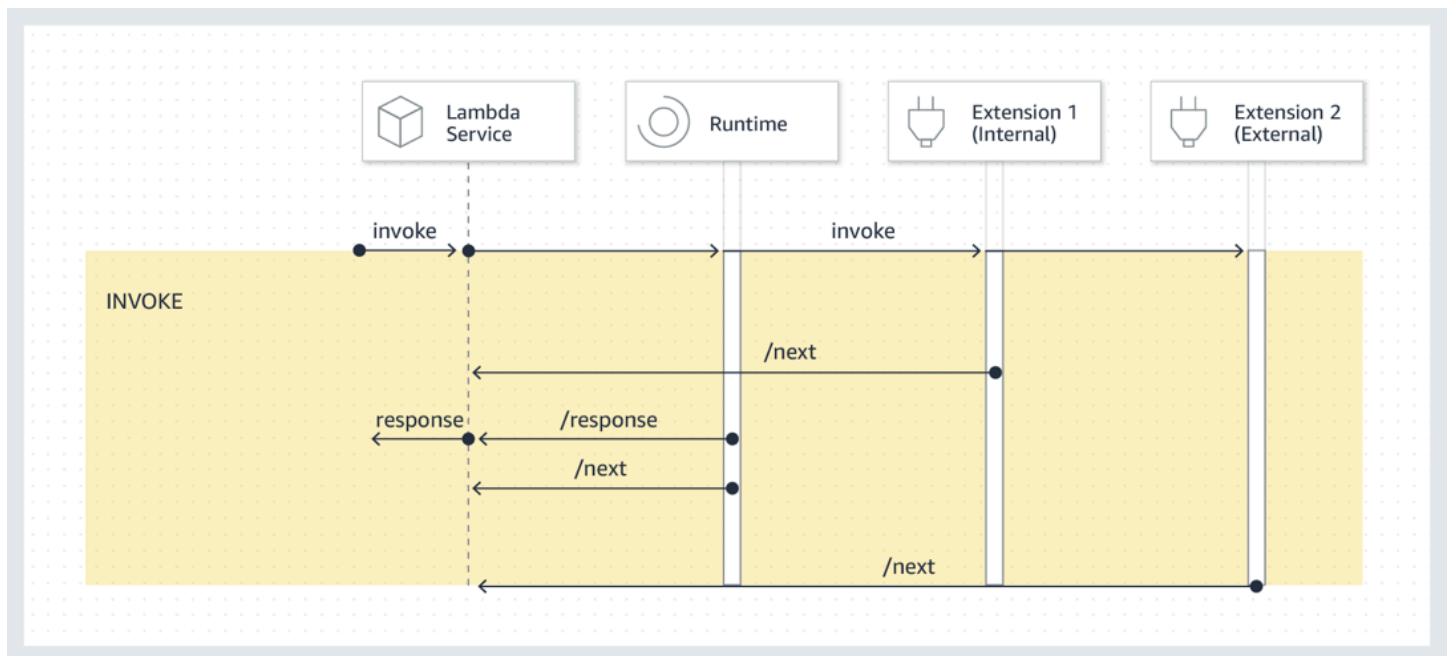 Lambda
Service
Runtime
Extension 1
(Internal)
Extension 2
(External)
invoke
invoke
INVOKE
/next
response
/response
/next
/next